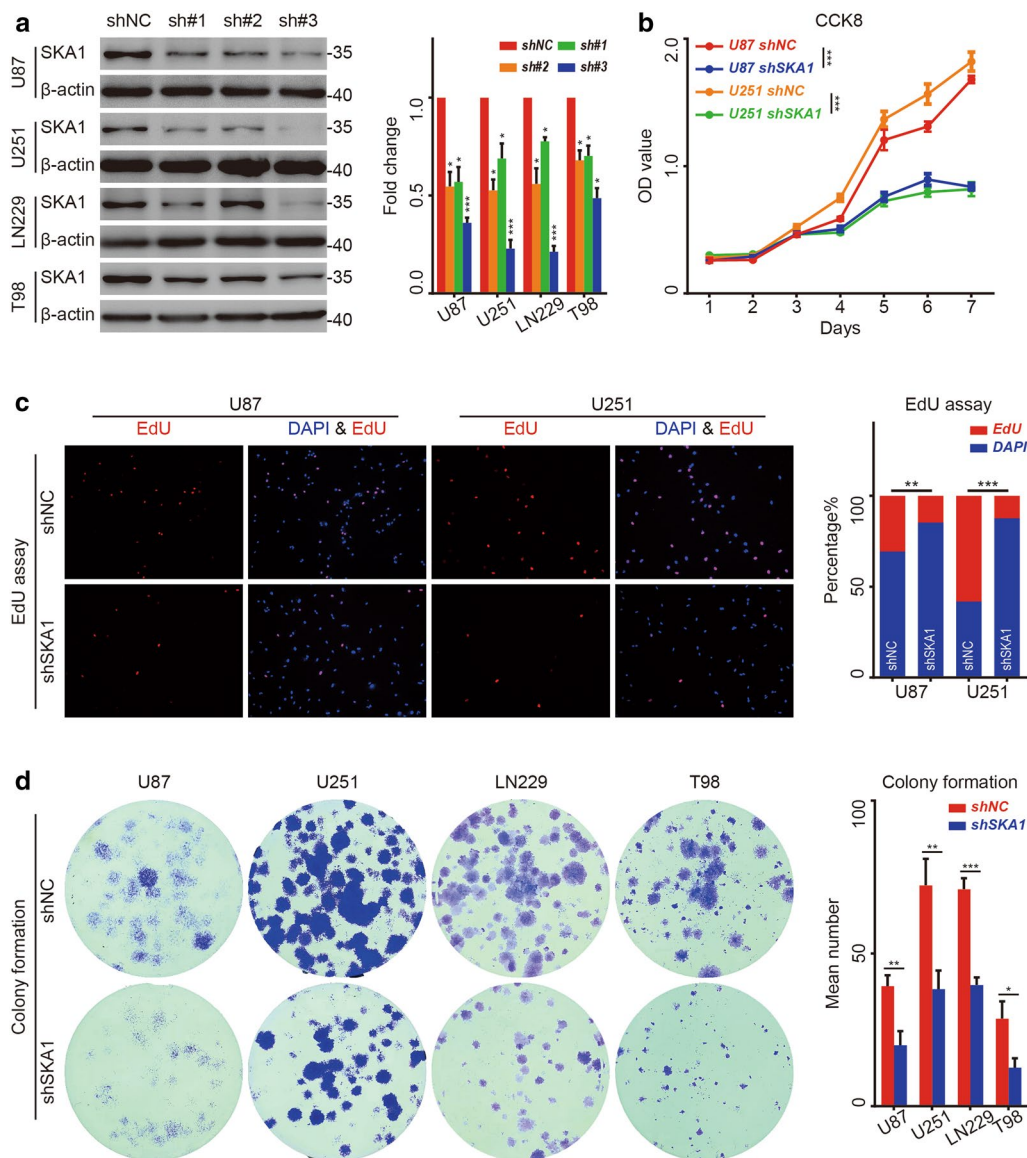 a
shNC sh#1 sh#2 sh#3
U87
SKA1 -35
β-actin -40
U251
SKA1 -35
β-actin -40
LN229
SKA1 -35
β-actin -40
T98
SKA1 -35
β-actin -40
shNC sh#1
sh#2 sh#3
Fold change
1.0
0.5
0.0
* * ***
* * ***
* * ***
* * *
U87 U251 LN229 T98
b
CCK8
U87 shNC
U87 shSKA1
***
U251 shNC
U251 shSKA1
***
OD value
2.0
1.0
0
1 2 3 4 5 6 7
Days
c
U87 U251
EdU DAPI & EdU EdU DAPI & EdU
EdU assay
shNC
shSKA1
EdU assay
EdU
DAPI
Percentage%
100
50
0
** ***
shNC shSKA1 shNC shSKA1
U87 U251
d
U87 U251 LN229 T98
Colony formation
shNC
shSKA1
Colony formation
shNC
shSKA1
Mean number
100
50
0
** ** *** *
U87 U251 LN229 T98